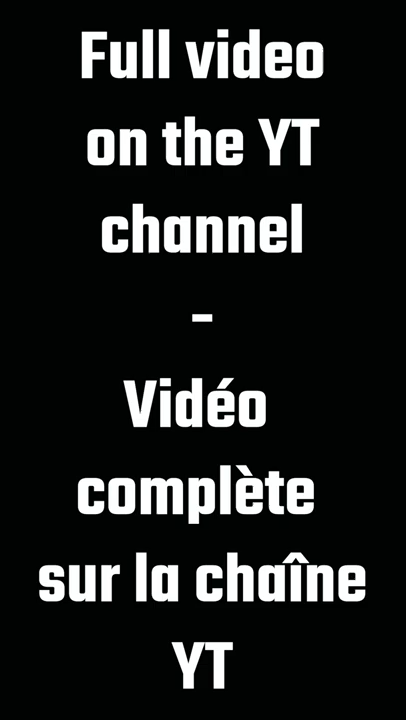 Full video
on the YT
channel
-
Vidéo
complète
sur la chaîne
YT